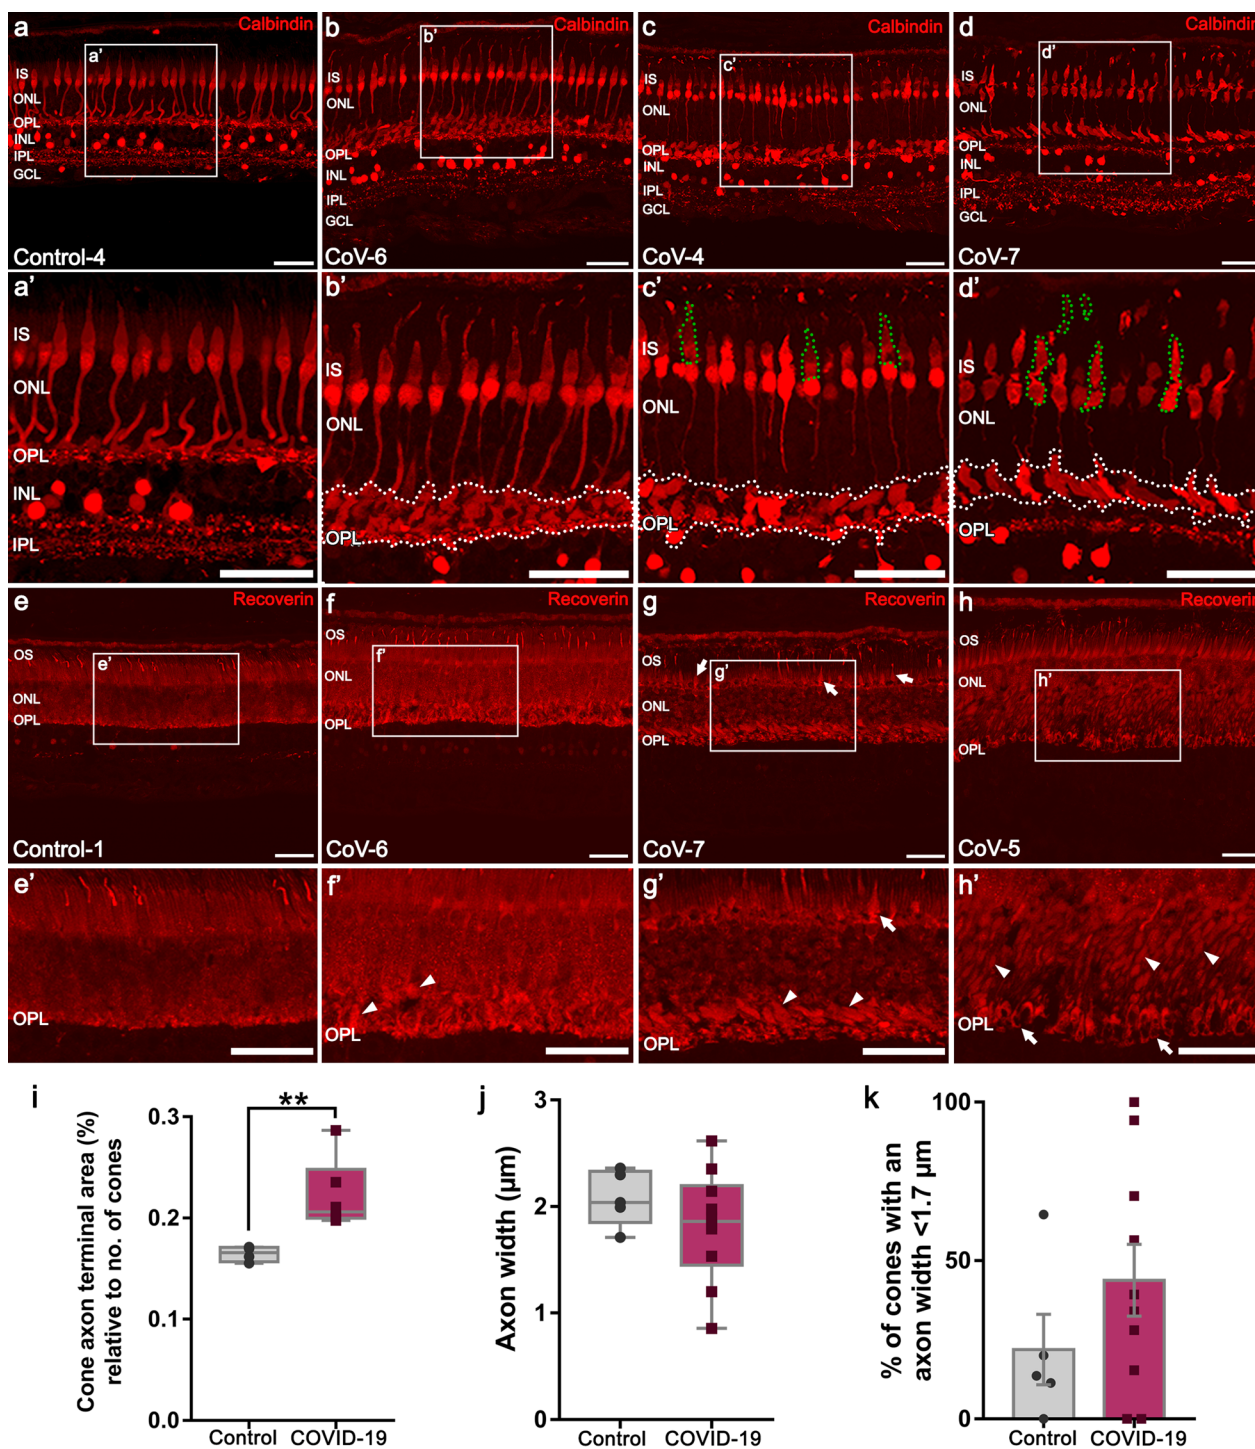 a Calbindin
a'
IS
ONL
OPL
INL
IPL
GCL
Control-4
b Calbindin
b'
IS
ONL
OPL
INL
IPL
GCL
CoV-6
c Calbindin
c'
IS
ONL
OPL
INL
IPL
GCL
CoV-4
d Calbindin
d'
IS
ONL
OPL
INL
IPL
GCL
CoV-7
a'
IS
ONL
OPL
INL
IPL
b'
IS
ONL
OPL
c'
IS
ONL
OPL
d'
IS
ONL
OPL
e Recoverin
OS
e'
ONL
OPL
Control-1
f Recoverin
OS
f'
ONL
OPL
CoV-6
g Recoverin
OS
g'
ONL
OPL
CoV-7
h Recoverin
OS
ONL
h'
OPL
CoV-5
e'
OPL
f'
OPL
g'
OPL
h'
OPL
i
Cone axon terminal area (%)
relative to no. of cones
**
0.3
0.2
0.1
0.0
Control COVID-19
j
Axon width (µm)
3
2
1
0
Control COVID-19
k
% of cones with an
axon width <1.7 µm
100
50
0
Control COVID-19